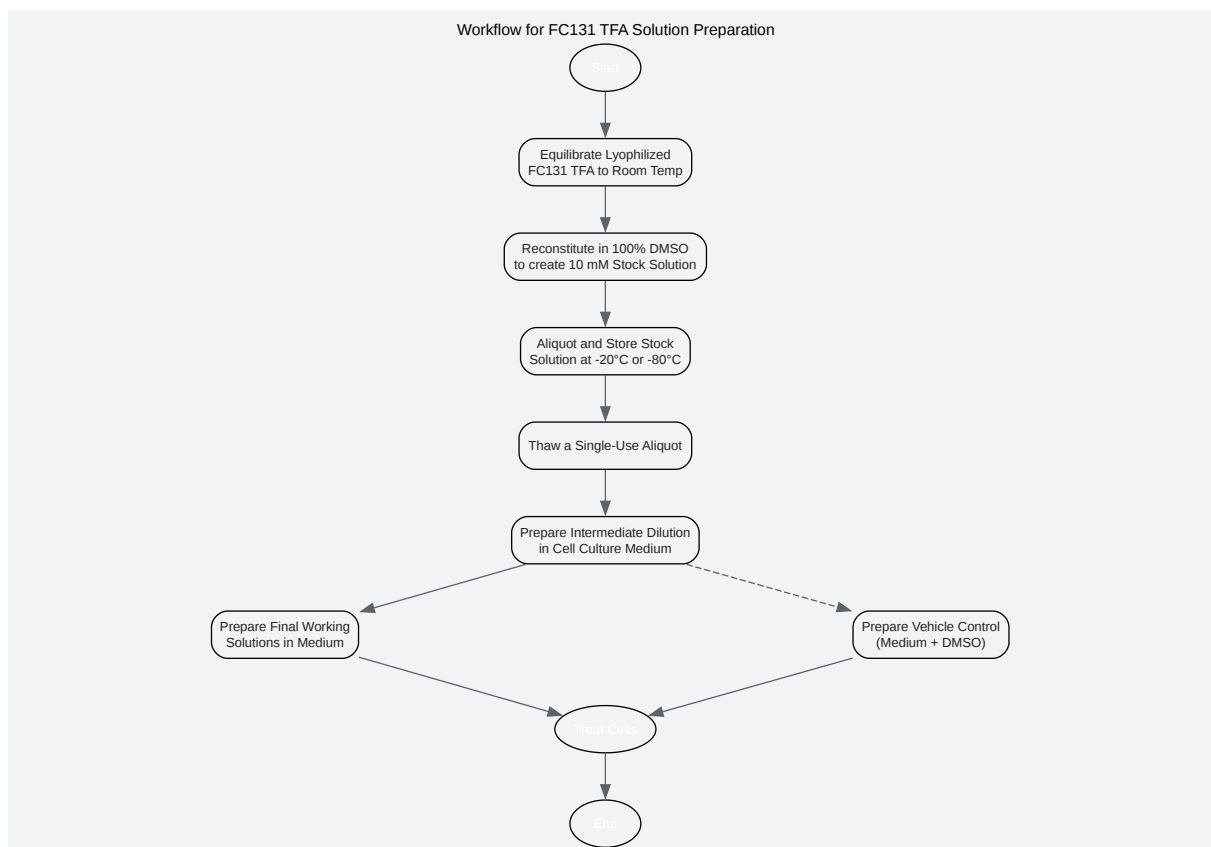 Workflow for FC131 TFA Solution Preparation
Start
Equilibrate Lyophilized
FC131 TFA to Room Temp
Reconstitute in 100% DMSO
to create 10 mM Stock Solution
Aliquot and Store Stock
Solution at -20°C or -80°C
Thaw a Single-Use Aliquot
Prepare Intermediate Dilution
in Cell Culture Medium
Prepare Final Working
Solutions in Medium
Prepare Vehicle Control
(Medium + DMSO)
Treat Cells
End